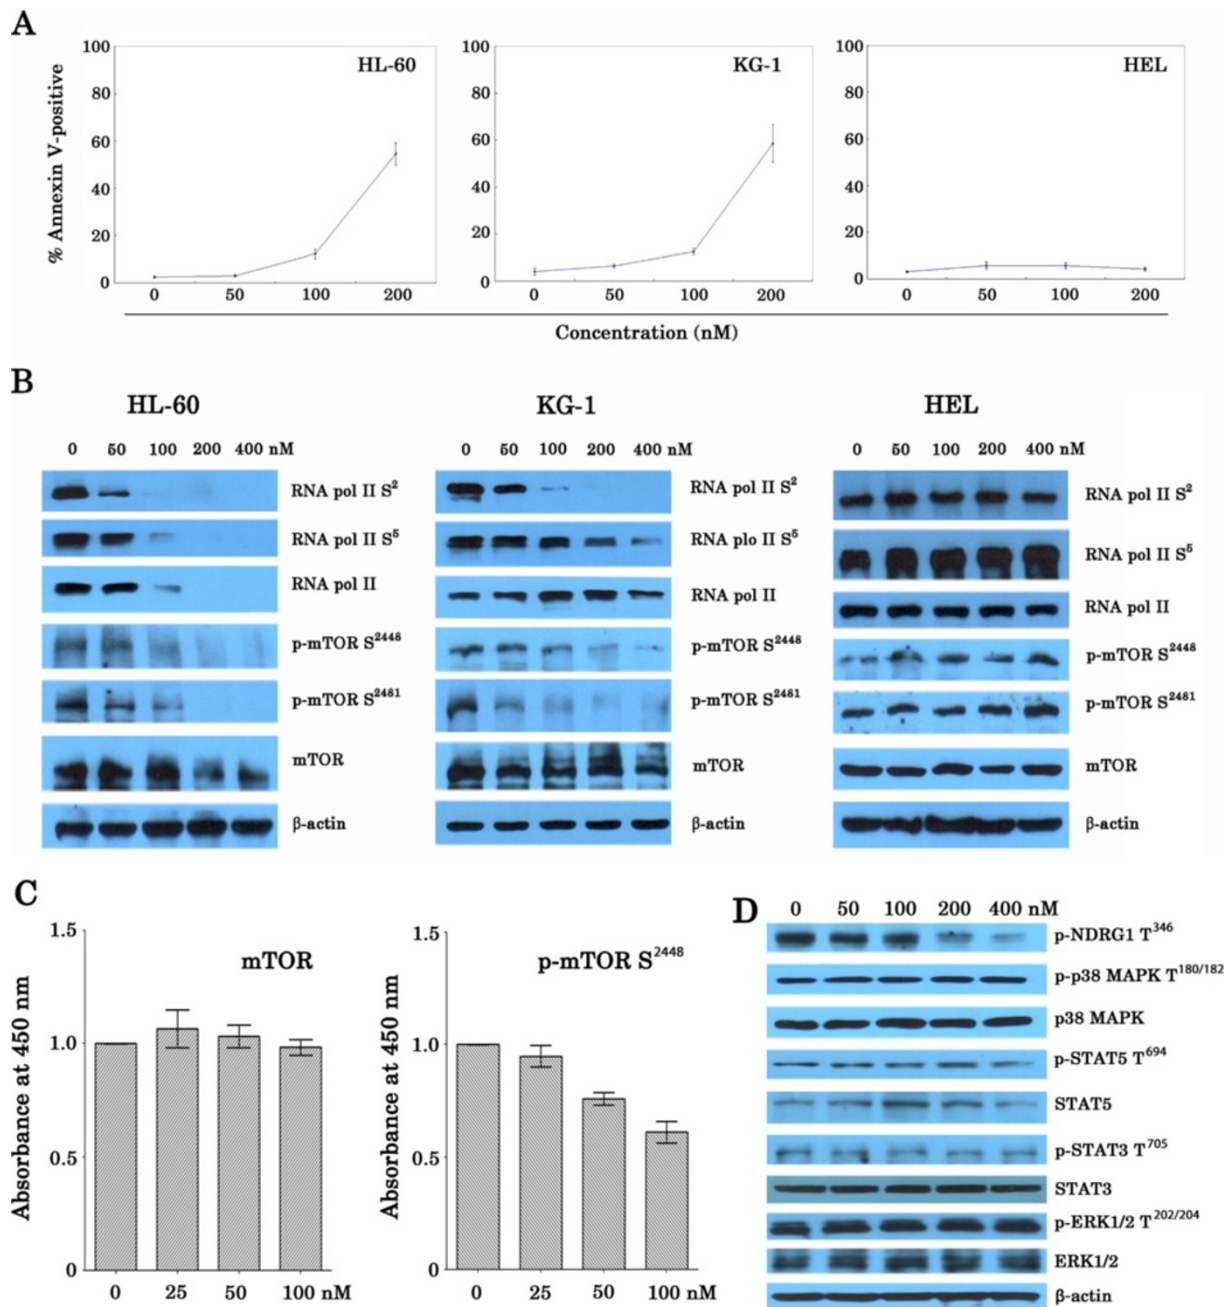 A
HL-60
KG-1
HEL
% Annexin V-positive
100
80
60
40
20
0
100
80
60
40
20
0
100
80
60
40
20
0
0 50 100 200
0 50 100 200
0 50 100 200
Concentration (nM)
B
HL-60
0 50 100 200 400 nM
RNA pol II S²
RNA pol II S⁵
RNA pol II
p-mTOR S²⁴⁴⁸
p-mTOR S²⁴⁸¹
mTOR
β-actin
KG-1
0 50 100 200 400 nM
RNA pol II S²
RNA plo II S⁵
RNA pol II
p-mTOR S²⁴⁴⁸
p-mTOR S²⁴⁸¹
mTOR
β-actin
HEL
0 50 100 200 400 nM
RNA pol II S²
RNA pol II S⁵
RNA pol II
p-mTOR S²⁴⁴⁸
p-mTOR S²⁴⁸¹
mTOR
β-actin
C
Absorbance at 450 nm
mTOR
1.5
1.0
0.5
0
0 25 50 100 nM
Absorbance at 450 nm
p-mTOR S²⁴⁴⁸
1.5
1.0
0.5
0
0 25 50 100 nM
D
0 50 100 200 400 nM
p-NDRG1 T³⁴⁶
p-p38 MAPK T¹⁸⁰/¹⁸²
p38 MAPK
p-STAT5 T⁶⁹⁴
STAT5
p-STAT3 T⁷⁰⁵
STAT3
p-ERK1/2 T²⁰²/²⁰⁴
ERK1/2
β-actin